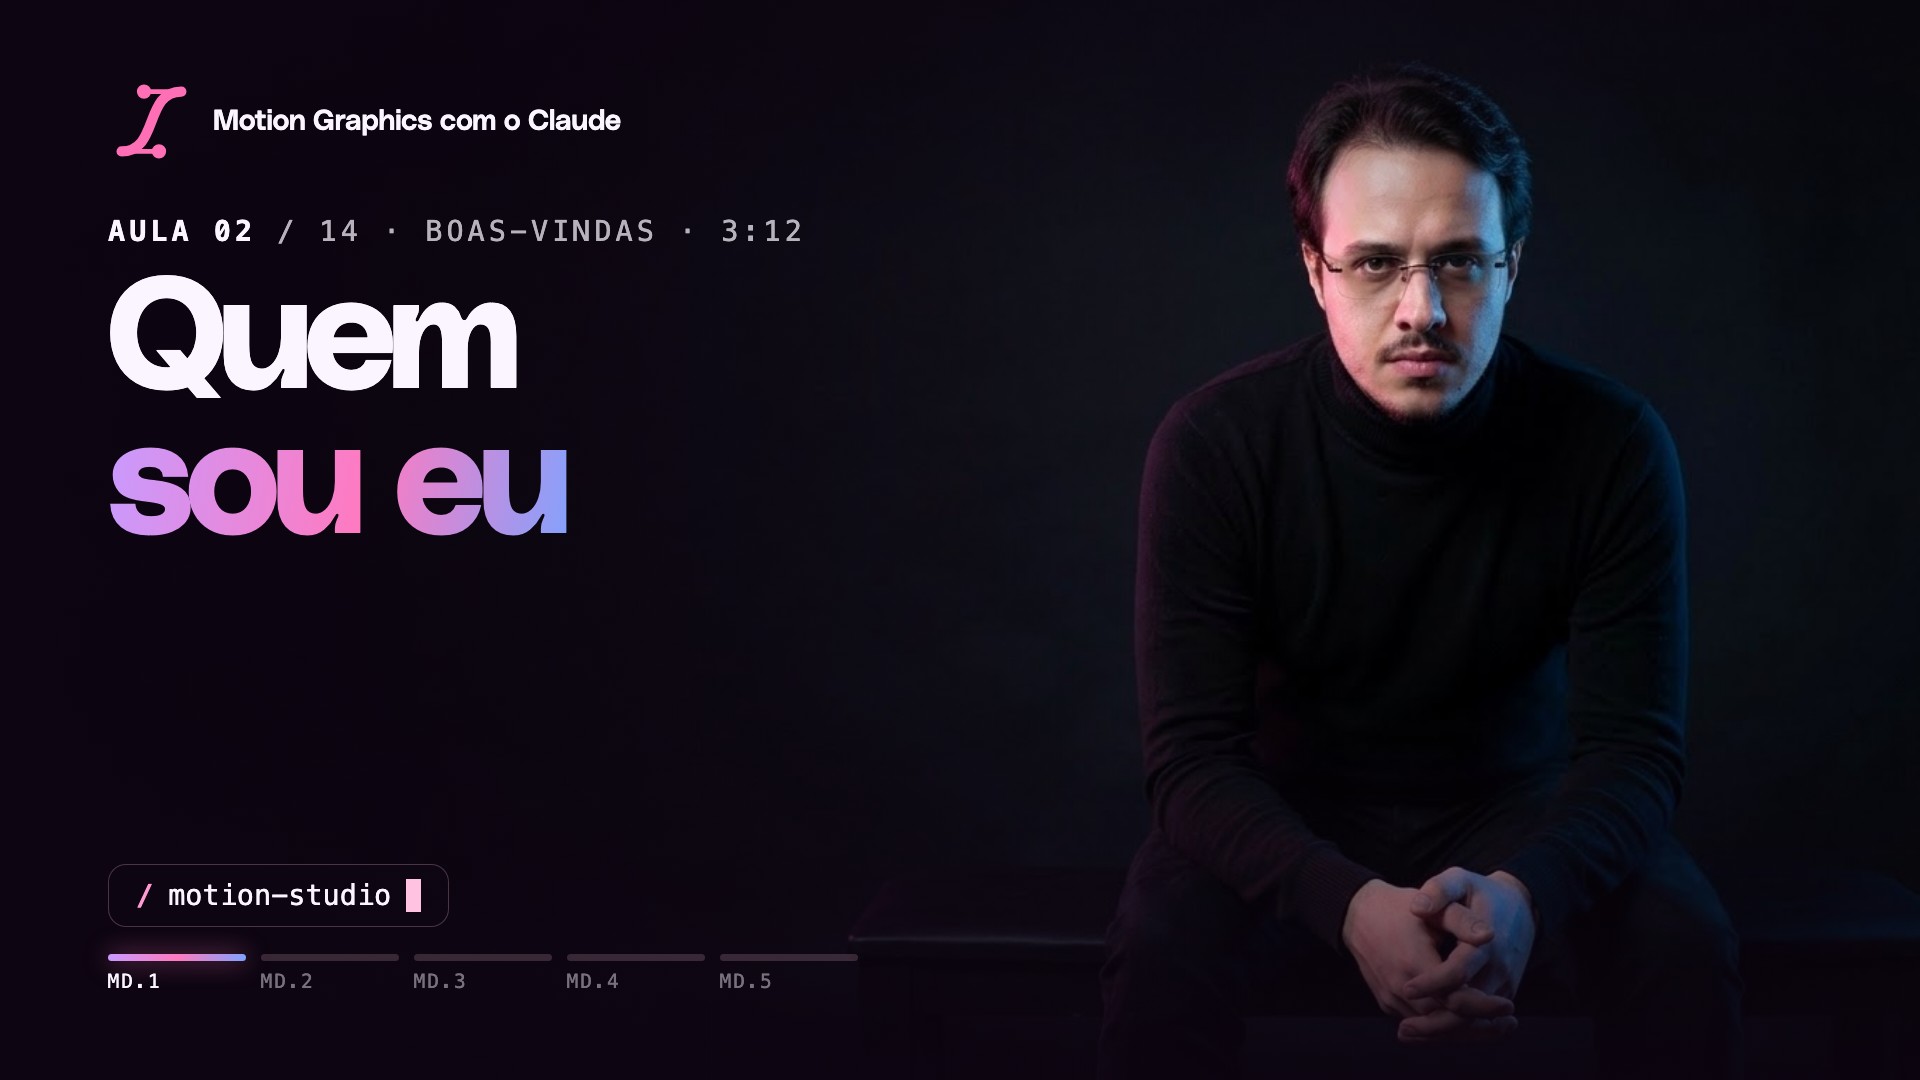 Motion Graphics com o Claude
AULA 02 / 14 · BOAS-VINDAS · 3:12
Quem
sou eu
/ motion-studio
MD.1 MD.2 MD.3 MD.4 MD.5